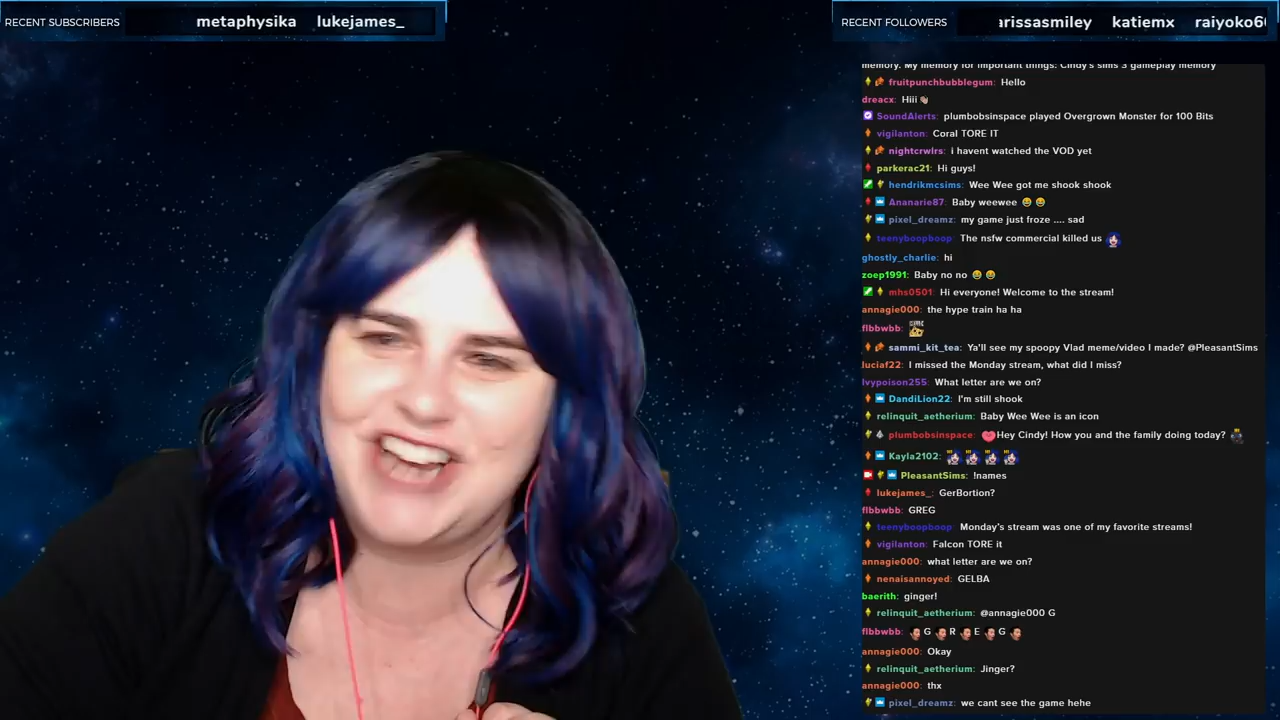 RECENT SUBSCRIBERS metaphysika lukejames_
RECENT FOLLOWERS arissasmiley katiemx raiyoko6
memory. My memory for important things: Cindy's sims 3 gameplay memory
fruitpunchbubblegum: Hello
dreacx: Hiii
SoundAlerts: plumbobsinspace played Overgrown Monster for 100 Bits
vigilanton: Coral TORE IT
nightcrwlrs: i havent watched the VOD yet
parkerac21: Hi guys!
hendrikmcsims: Wee Wee got me shook shook
Ananarie87: Baby weewee 😂 😂
pixel_dreamz: my game just froze .... sad
teenyboopboop: The nsfw commercial killed us
ghostly_charlie: hi
zoep1991: Baby no no 😂 😂
mhs0501: Hi everyone! Welcome to the stream!
annagie000: the hype train ha ha
flbbwbb:
sammi_kit_tea: Ya'll see my spoopy Vlad meme/video I made? @PleasantSims
luciaf22: I missed the Monday stream, what did I miss?
Ivypoison255: What letter are we on?
DandiLion22: I'm still shook
relinquit_aetherium: Baby Wee Wee is an icon
plumbobsinspace: Hey Cindy! How you and the family doing today?
Kayla2102:
PleasantSims: !names
lukejames_: GerBortion?
flbbwbb: GREG
teenyboopboop: Monday's stream was one of my favorite streams!
vigilanton: Falcon TORE it
annagie000: what letter are we on?
nenaisannoyed: GELBA
baerith: ginger!
relinquit_aetherium: @annagie000 G
flbbwbb: G R E G
annagie000: Okay
relinquit_aetherium: Jinger?
annagie000: thx
pixel_dreamz: we cant see the game hehe